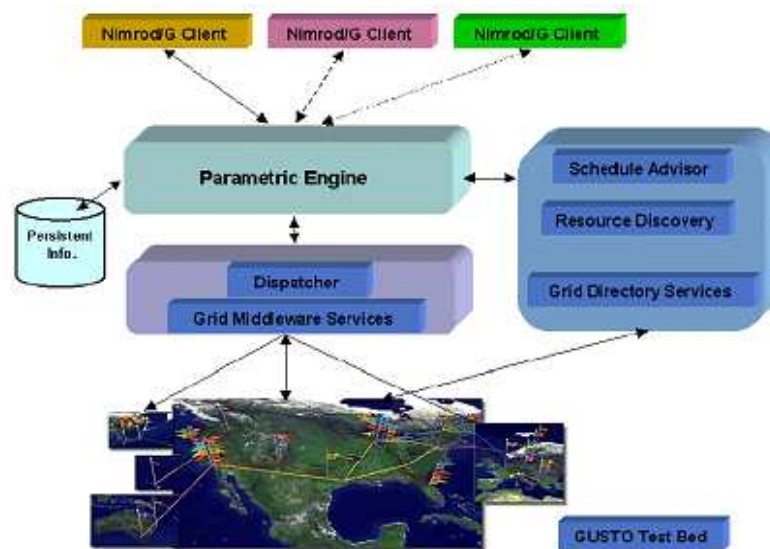 Nimrod/G Client
Nimrod/G Client
Nimrod/G Client
Parametric Engine
Schedule Advisor
Resource Discovery
Grid Directory Services
Persistent
Info.
Dispatcher
Grid Middleware Services
GUSTO Test Bed